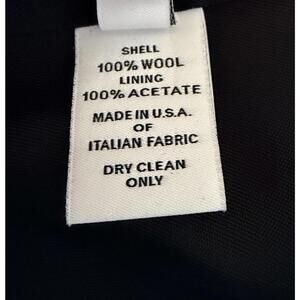 SHELL
100% WOOL
LINING
100% ACETATE
MADE IN U.S.A.
OF
ITALIAN FABRIC
DRY CLEAN
ONLY